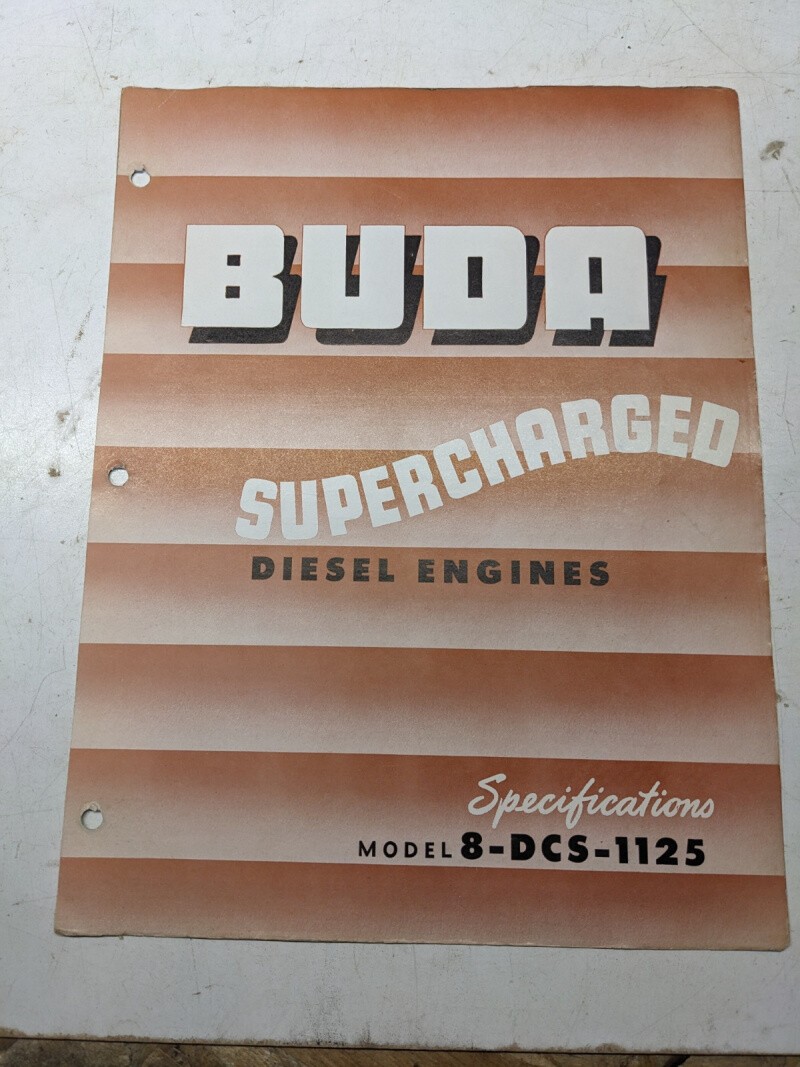 BUDA
SUPERCHARGED
DIESEL ENGINES
Specifications
MODEL 8-DCS-1125